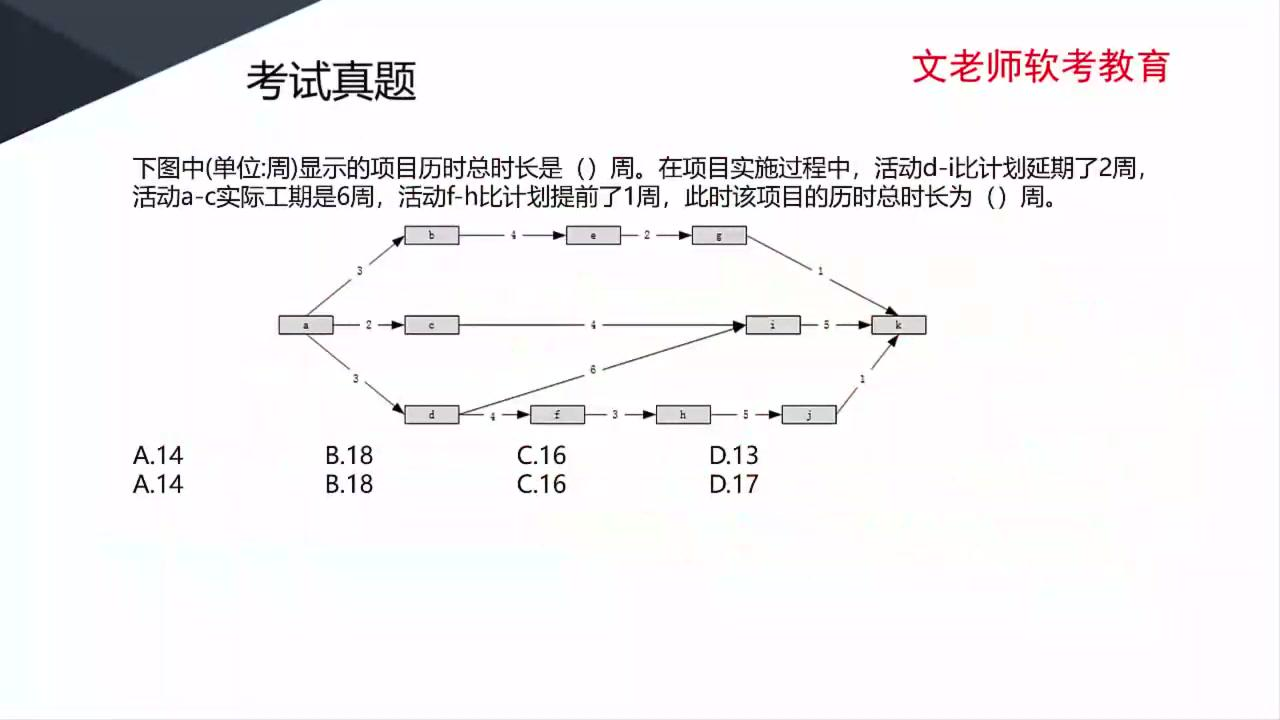 考试真题
文老师软考教育
下图中(单位:周)显示的项目历时总时长是（）周。在项目实施过程中，活动d-i比计划延期了2周，
活动a-c实际工期是6周，活动f-h比计划提前了1周，此时该项目的历时总时长为（）周。
b 4 e 2 g
3 1
a 2 c 4 i 5 k
3 6 1
d 4 f 3 h 5 j
A.14 B.18 C.16 D.13
A.14 B.18 C.16 D.17